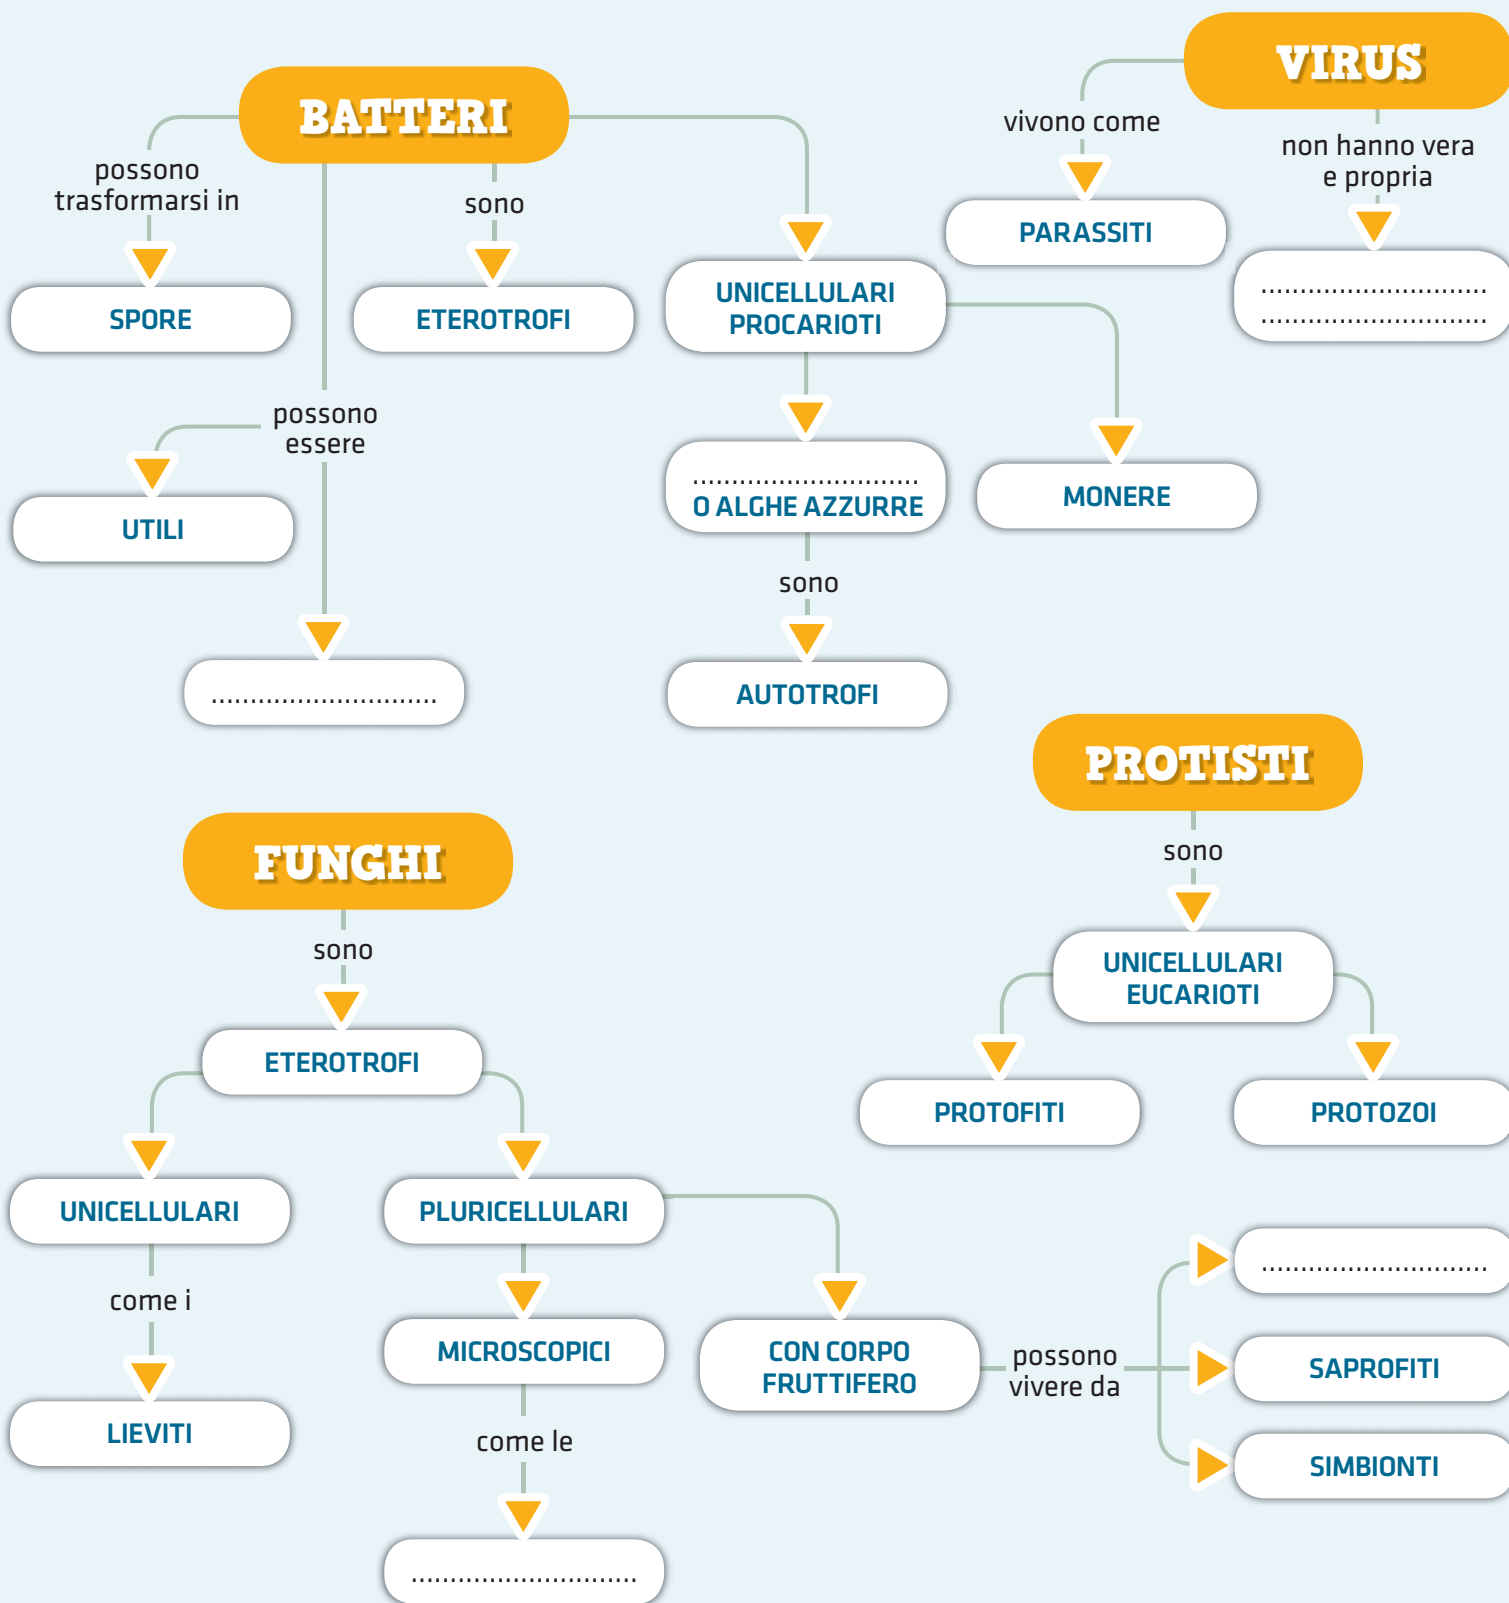 BATTERI
possono
trasformarsi in
SPORE
sono
ETEROTROFI
possono
essere
UTILI
...........................
UNICELLULARI
PROCARIOTI
...........................
O ALGHE AZZURRE
sono
AUTOTROFI
MONERE
VIRUS
vivono come
PARASSITI
non hanno vera
e propria
...........................
...........................
FUNGHI
sono
ETEROTROFI
UNICELLULARI
come i
LIEVITI
PLURICELLULARI
MICROSCOPICI
come le
...........................
CON CORPO
FRUTTIFERO
possono
vivere da
...........................
SAPROFITI
SIMBIONTI
PROTISTI
sono
UNICELLULARI
EUCARIOTI
PROTOFITI
PROTOZOI